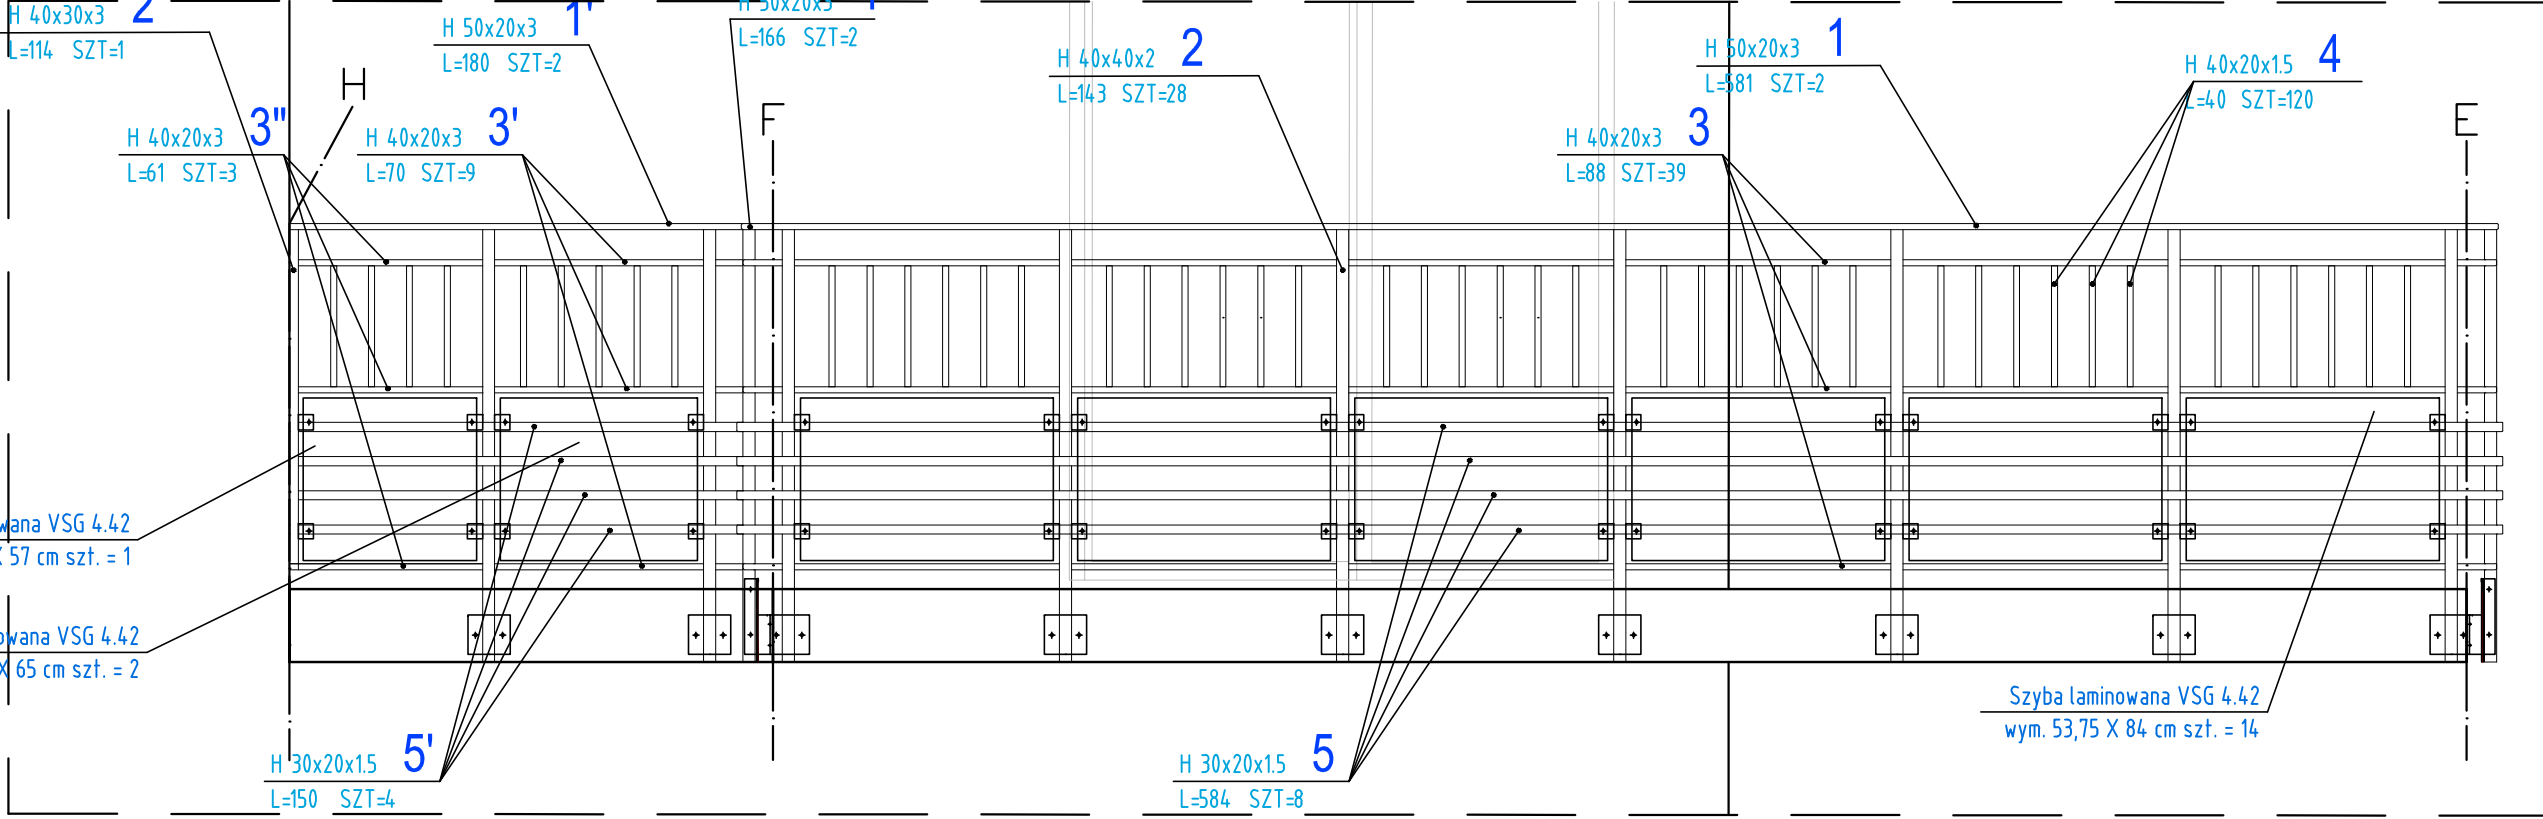 H 40x30x3 2'
L=114 SZT=1
H 50x20x3 1'
L=180 SZT=2
H 50x20x3
L=166 SZT=2
H 40x40x2 2
L=143 SZT=28
H 50x20x3 1
L=581 SZT=2
H 40x20x1.5 4
L=40 SZT=120
H
F
E
H 40x20x3 3"
L=61 SZT=3
H 40x20x3 3'
L=70 SZT=9
H 40x20x3 3
L=88 SZT=39
VSG 4.42
X 57 cm szt. = 1
VSG 4.42
X 65 cm szt. = 2
Szyba laminowana VSG 4.42
wym. 53,75 X 84 cm szt. = 14
H 30x20x1.5 5'
L=150 SZT=4
H 30x20x1.5 5
L=584 SZT=8